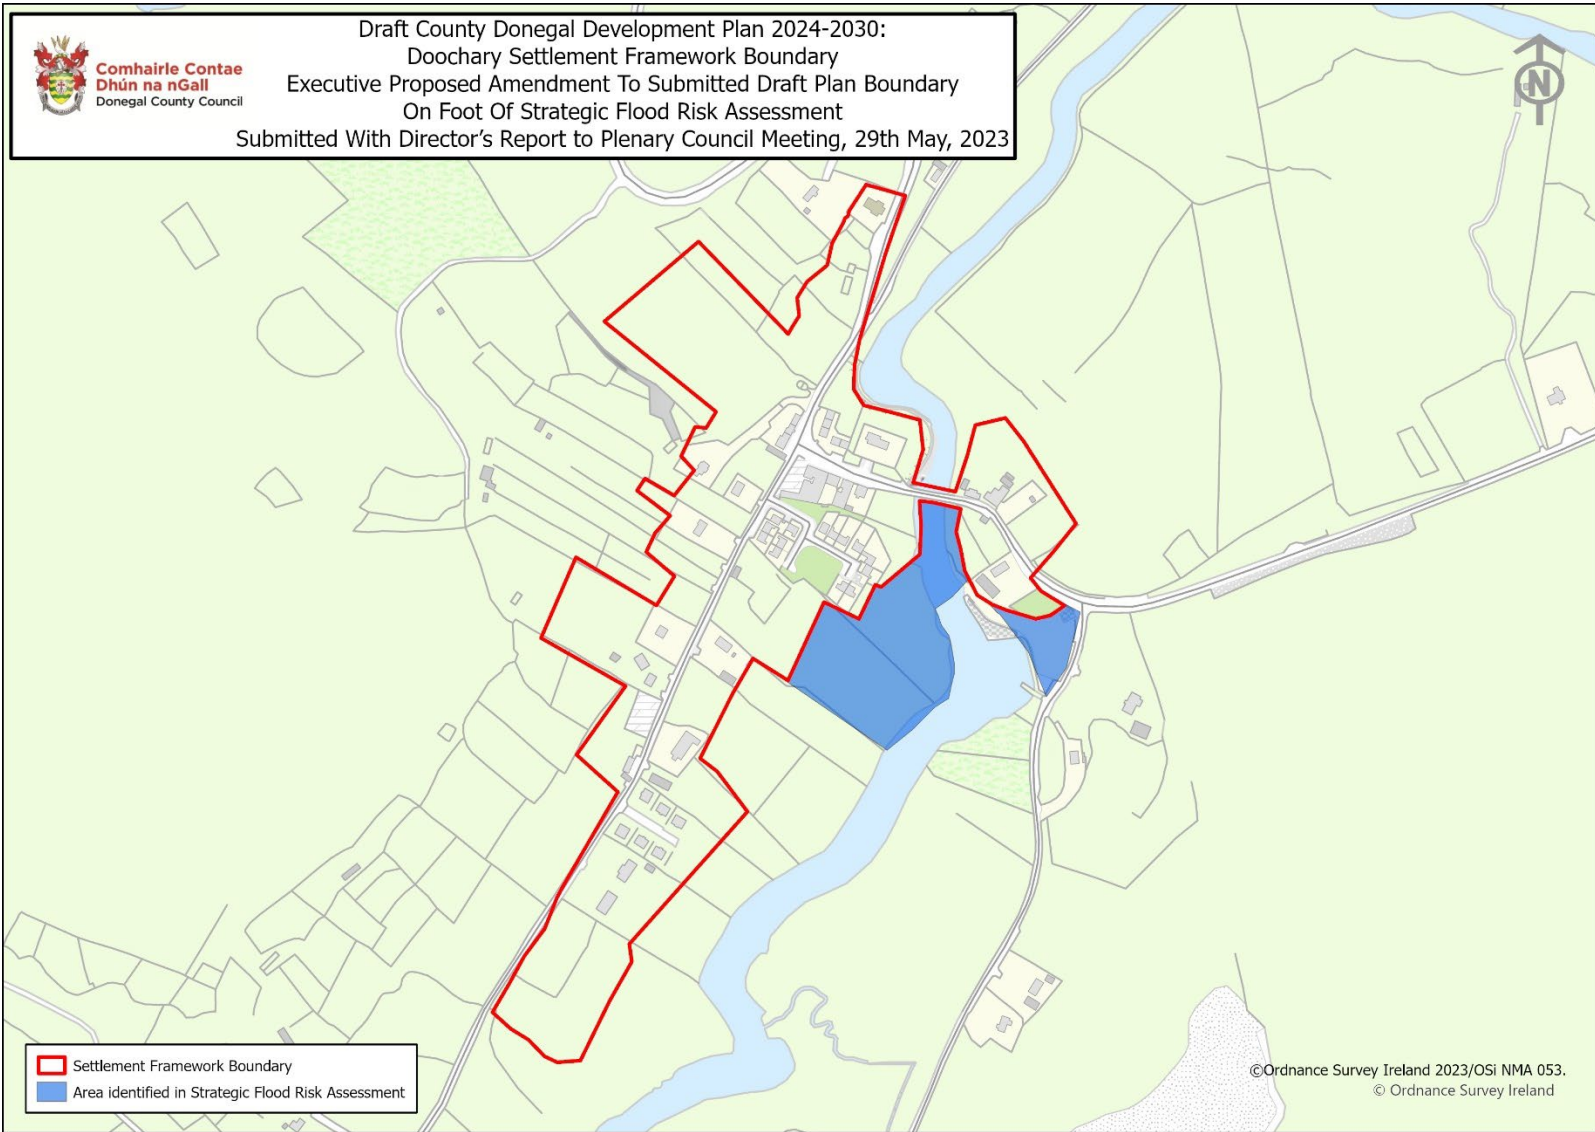 Comhairle Contae
Dhún na nGall
Donegal County Council
Draft County Donegal Development Plan 2024-2030:
Doochary Settlement Framework Boundary
Executive Proposed Amendment To Submitted Draft Plan Boundary
On Foot Of Strategic Flood Risk Assessment
Submitted With Director's Report to Plenary Council Meeting, 29th May, 2023
N
Settlement Framework Boundary
Area identified in Strategic Flood Risk Assessment
©Ordnance Survey Ireland 2023/OSi NMA 053.
© Ordnance Survey Ireland